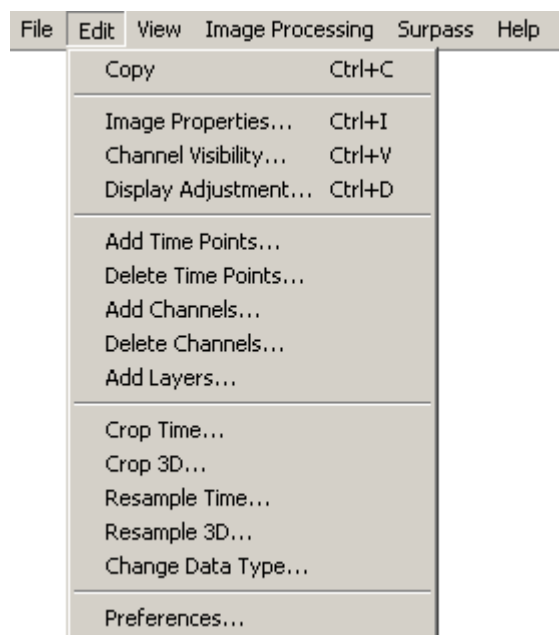 File Edit View Image Processing Surpass Help
Copy Ctrl+C
Image Properties... Ctrl+I
Channel Visibility... Ctrl+V
Display Adjustment... Ctrl+D
Add Time Points...
Delete Time Points...
Add Channels...
Delete Channels...
Add Layers...
Crop Time...
Crop 3D...
Resample Time...
Resample 3D...
Change Data Type...
Preferences...